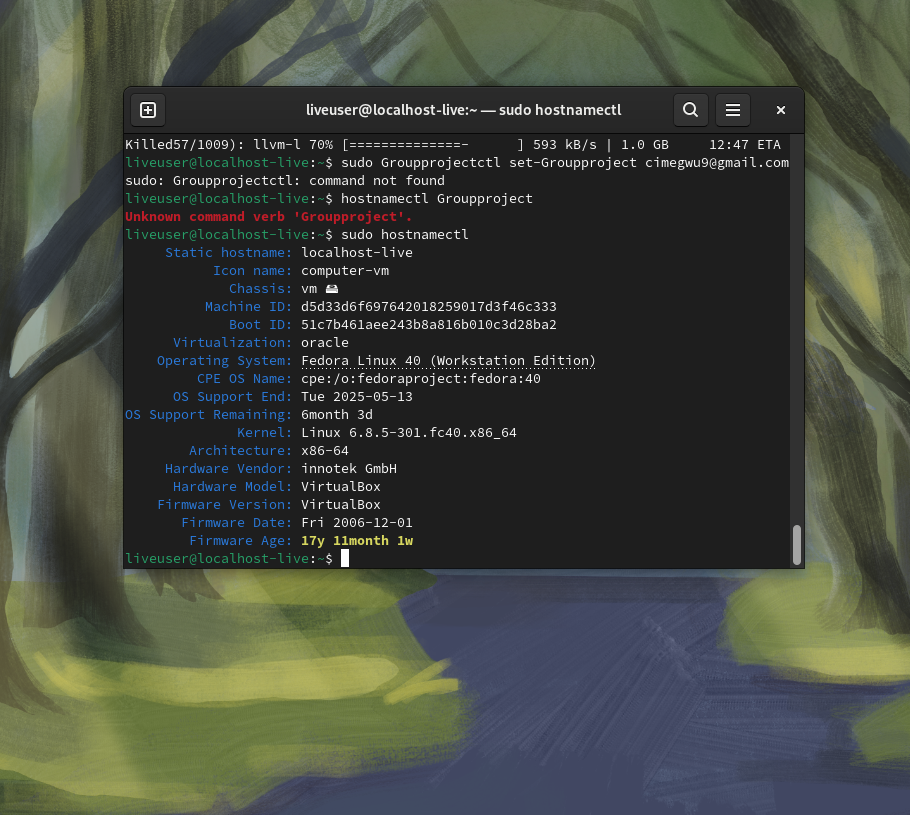 liveuser@localhost-live:~ — sudo hostnamectl
Killed57/1009): llvm-l 70% [==============-      ] 593 kB/s | 1.0 GB     12:47 ETA
liveuser@localhost-live:~$ sudo Groupprojectctl set-Groupproject cimegwu9@gmail.com
sudo: Groupprojectctl: command not found
liveuser@localhost-live:~$ hostnamectl Groupproject
Unknown command verb 'Groupproject'.
liveuser@localhost-live:~$ sudo hostnamectl
     Static hostname: localhost-live
           Icon name: computer-vm
             Chassis: vm 🖴
          Machine ID: d5d33d6f697642018259017d3f46c333
             Boot ID: 51c7b461aee243b8a816b010c3d28ba2
      Virtualization: oracle
    Operating System: Fedora Linux 40 (Workstation Edition)
         CPE OS Name: cpe:/o:fedoraproject:fedora:40
      OS Support End: Tue 2025-05-13
OS Support Remaining: 6month 3d
              Kernel: Linux 6.8.5-301.fc40.x86_64
        Architecture: x86-64
     Hardware Vendor: innotek GmbH
      Hardware Model: VirtualBox
    Firmware Version: VirtualBox
       Firmware Date: Fri 2006-12-01
        Firmware Age: 17y 11month 1w
liveuser@localhost-live:~$